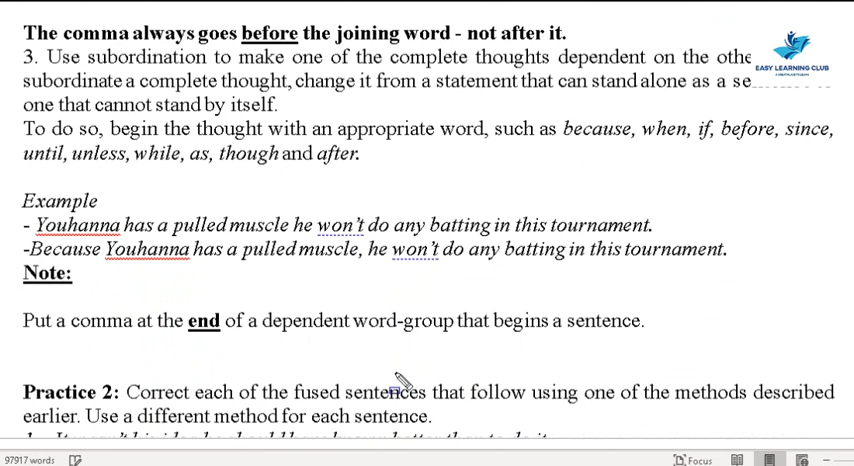 The comma always goes before the joining word - not after it.
3. Use subordination to make one of the complete thoughts dependent on the othe
EASY LEARNING CLUB
subordinate a complete thought, change it from a statement that can stand alone as a se
one that cannot stand by itself.
To do so, begin the thought with an appropriate word, such as because, when, if, before, since,
until, unless, while, as, though and after.
Example
- Youhanna has a pulled muscle he won't do any batting in this tournament.
-Because Youhanna has a pulled muscle, he won't do any batting in this tournament.
Note:
Put a comma at the end of a dependent word-group that begins a sentence.
Practice 2: Correct each of the fused sentences that follow using one of the methods described
earlier. Use a different method for each sentence.
97917 words
Focus